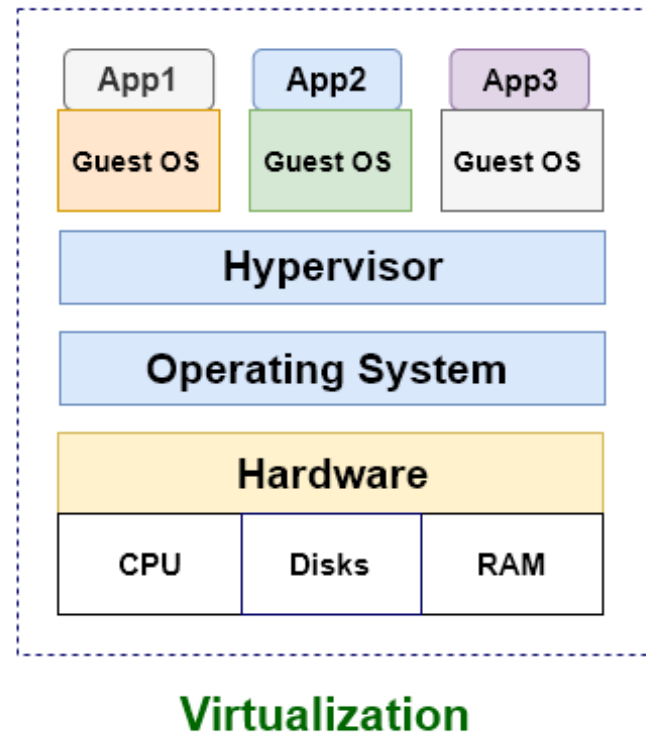 App1 App2 App3
Guest OS Guest OS Guest OS
Hypervisor
Operating System
Hardware
CPU Disks RAM
Virtualization